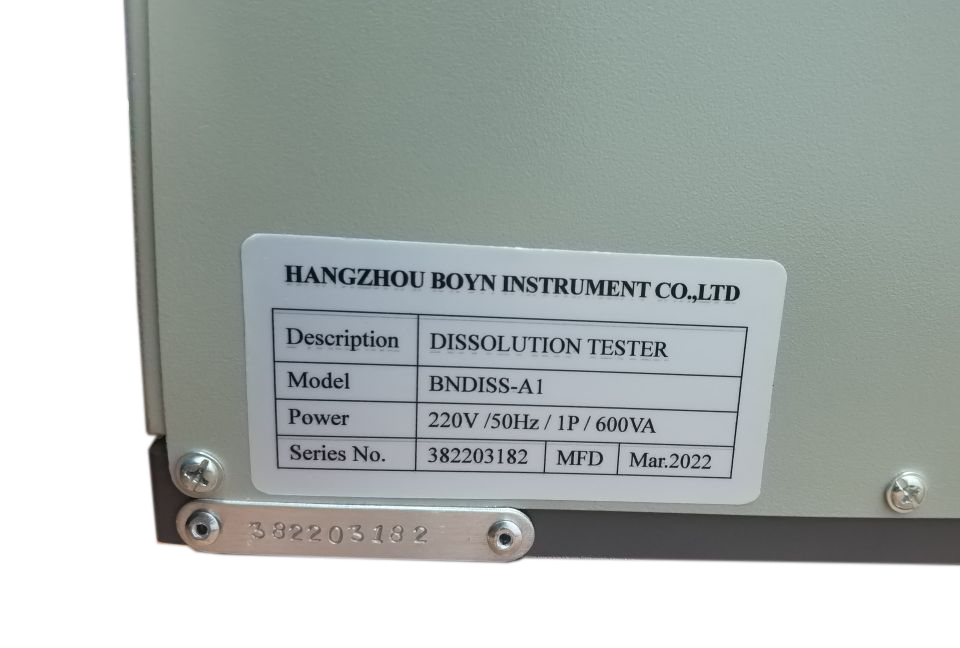 HANGZHOU BOYN INSTRUMENT CO.,LTD
Description DISSOLUTION TESTER
Model BNDISS-A1
Power 220V /50Hz / 1P / 600VA
Series No. 382203182 MFD Mar.2022
382203182